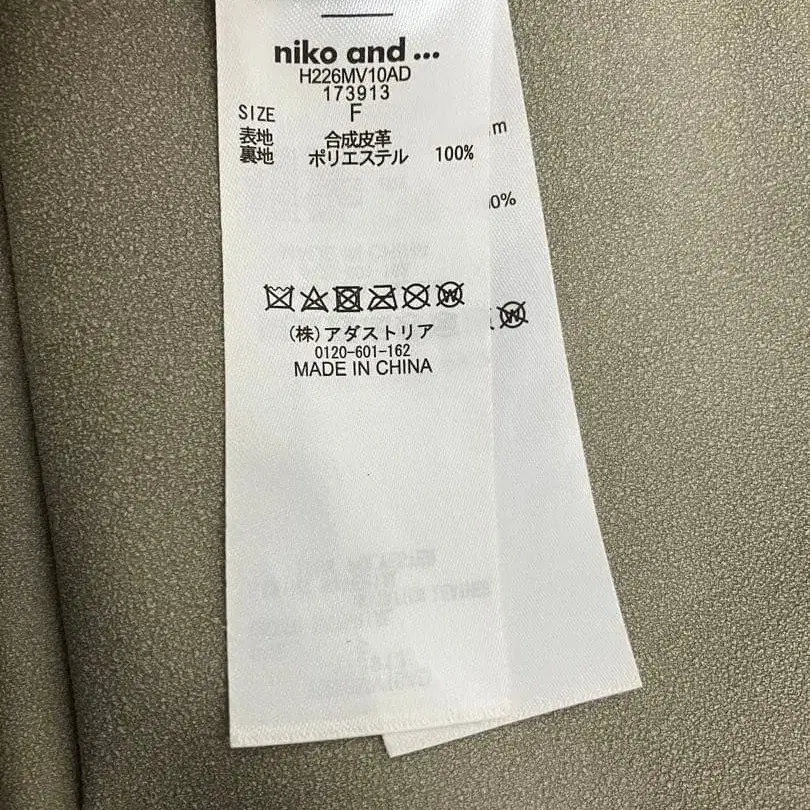 niko and ...
H226MV10AD
173913
SIZE F
表地 合成皮革
裏地 ポリエステル 100%
m
0%
W
W
(株)アダストリア
0120-601-162
MADE IN CHINA